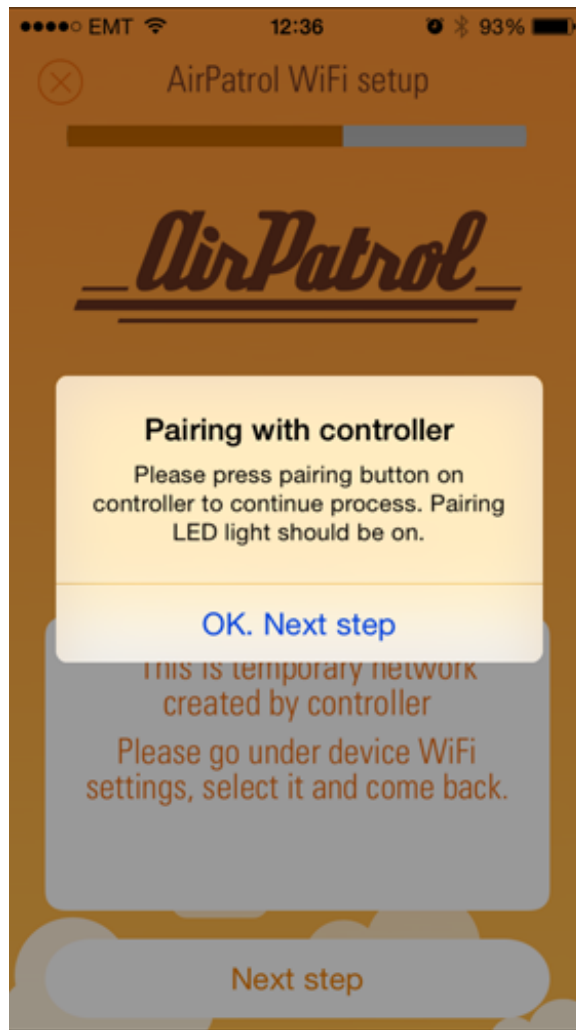 EMT 12:36 93%
AirPatrol WiFi setup
AirPatrol
Pairing with controller
Please press pairing button on
controller to continue process. Pairing
LED light should be on.
OK. Next step
This is temporary network
created by controller
Please go under device WiFi
settings, select it and come back.
Next step